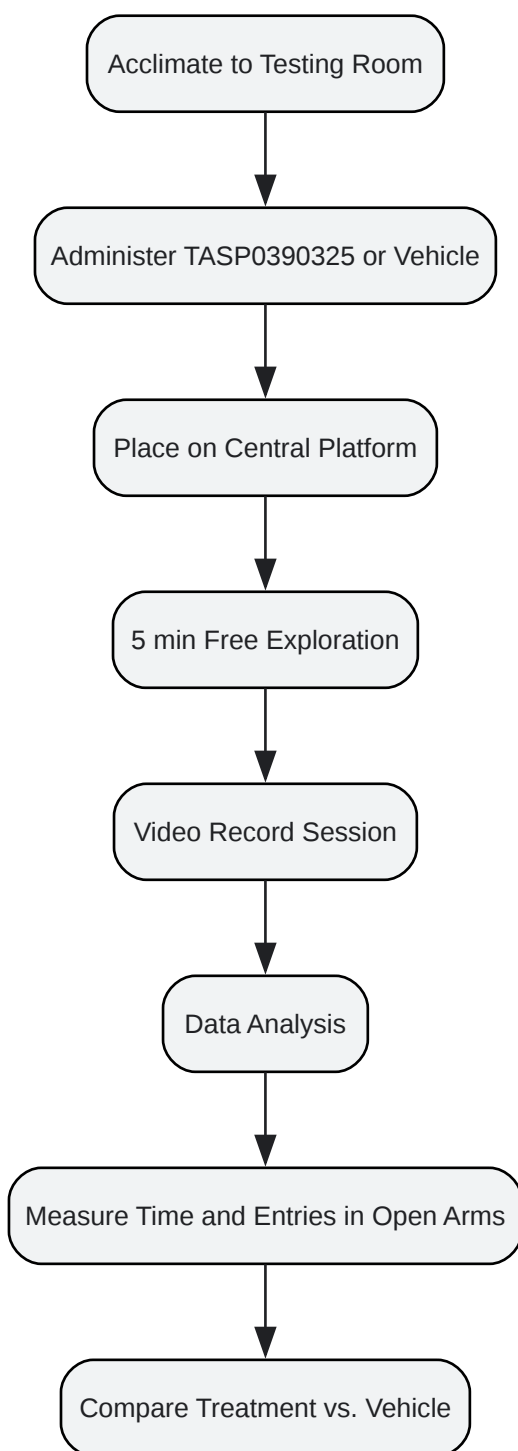 Acclimate to Testing Room
Administer TASP0390325 or Vehicle
Place on Central Platform
5 min Free Exploration
Video Record Session
Data Analysis
Measure Time and Entries in Open Arms
Compare Treatment vs. Vehicle